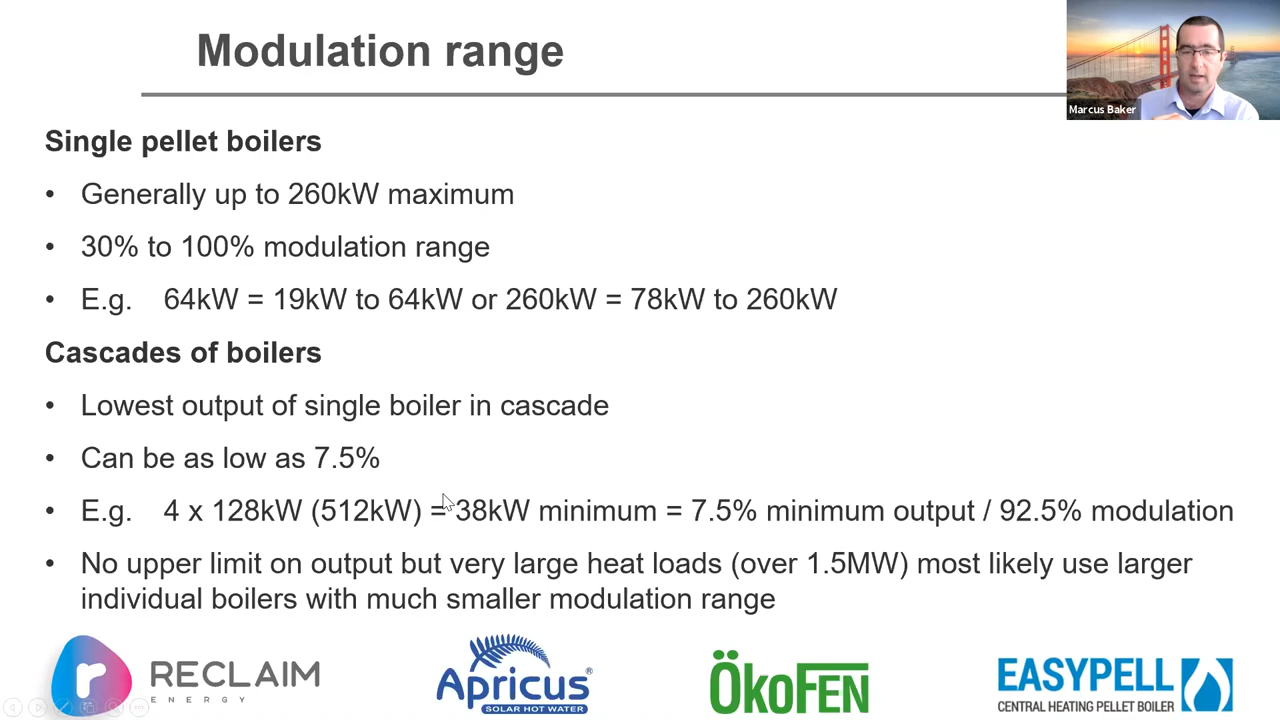 Modulation range
Marcus Baker
Single pellet boilers
• Generally up to 260kW maximum
• 30% to 100% modulation range
• E.g. 64kW = 19kW to 64kW or 260kW = 78kW to 260kW
Cascades of boilers
• Lowest output of single boiler in cascade
• Can be as low as 7.5%
• E.g. 4 x 128kW (512kW) = 38kW minimum = 7.5% minimum output / 92.5% modulation
• No upper limit on output but very large heat loads (over 1.5MW) most likely use larger
individual boilers with much smaller modulation range
r RECLAIM
ENERGY
Apricus®
SOLAR HOT WATER
ÖKOFEN
EASYPELL
CENTRAL HEATING PELLET BOILER